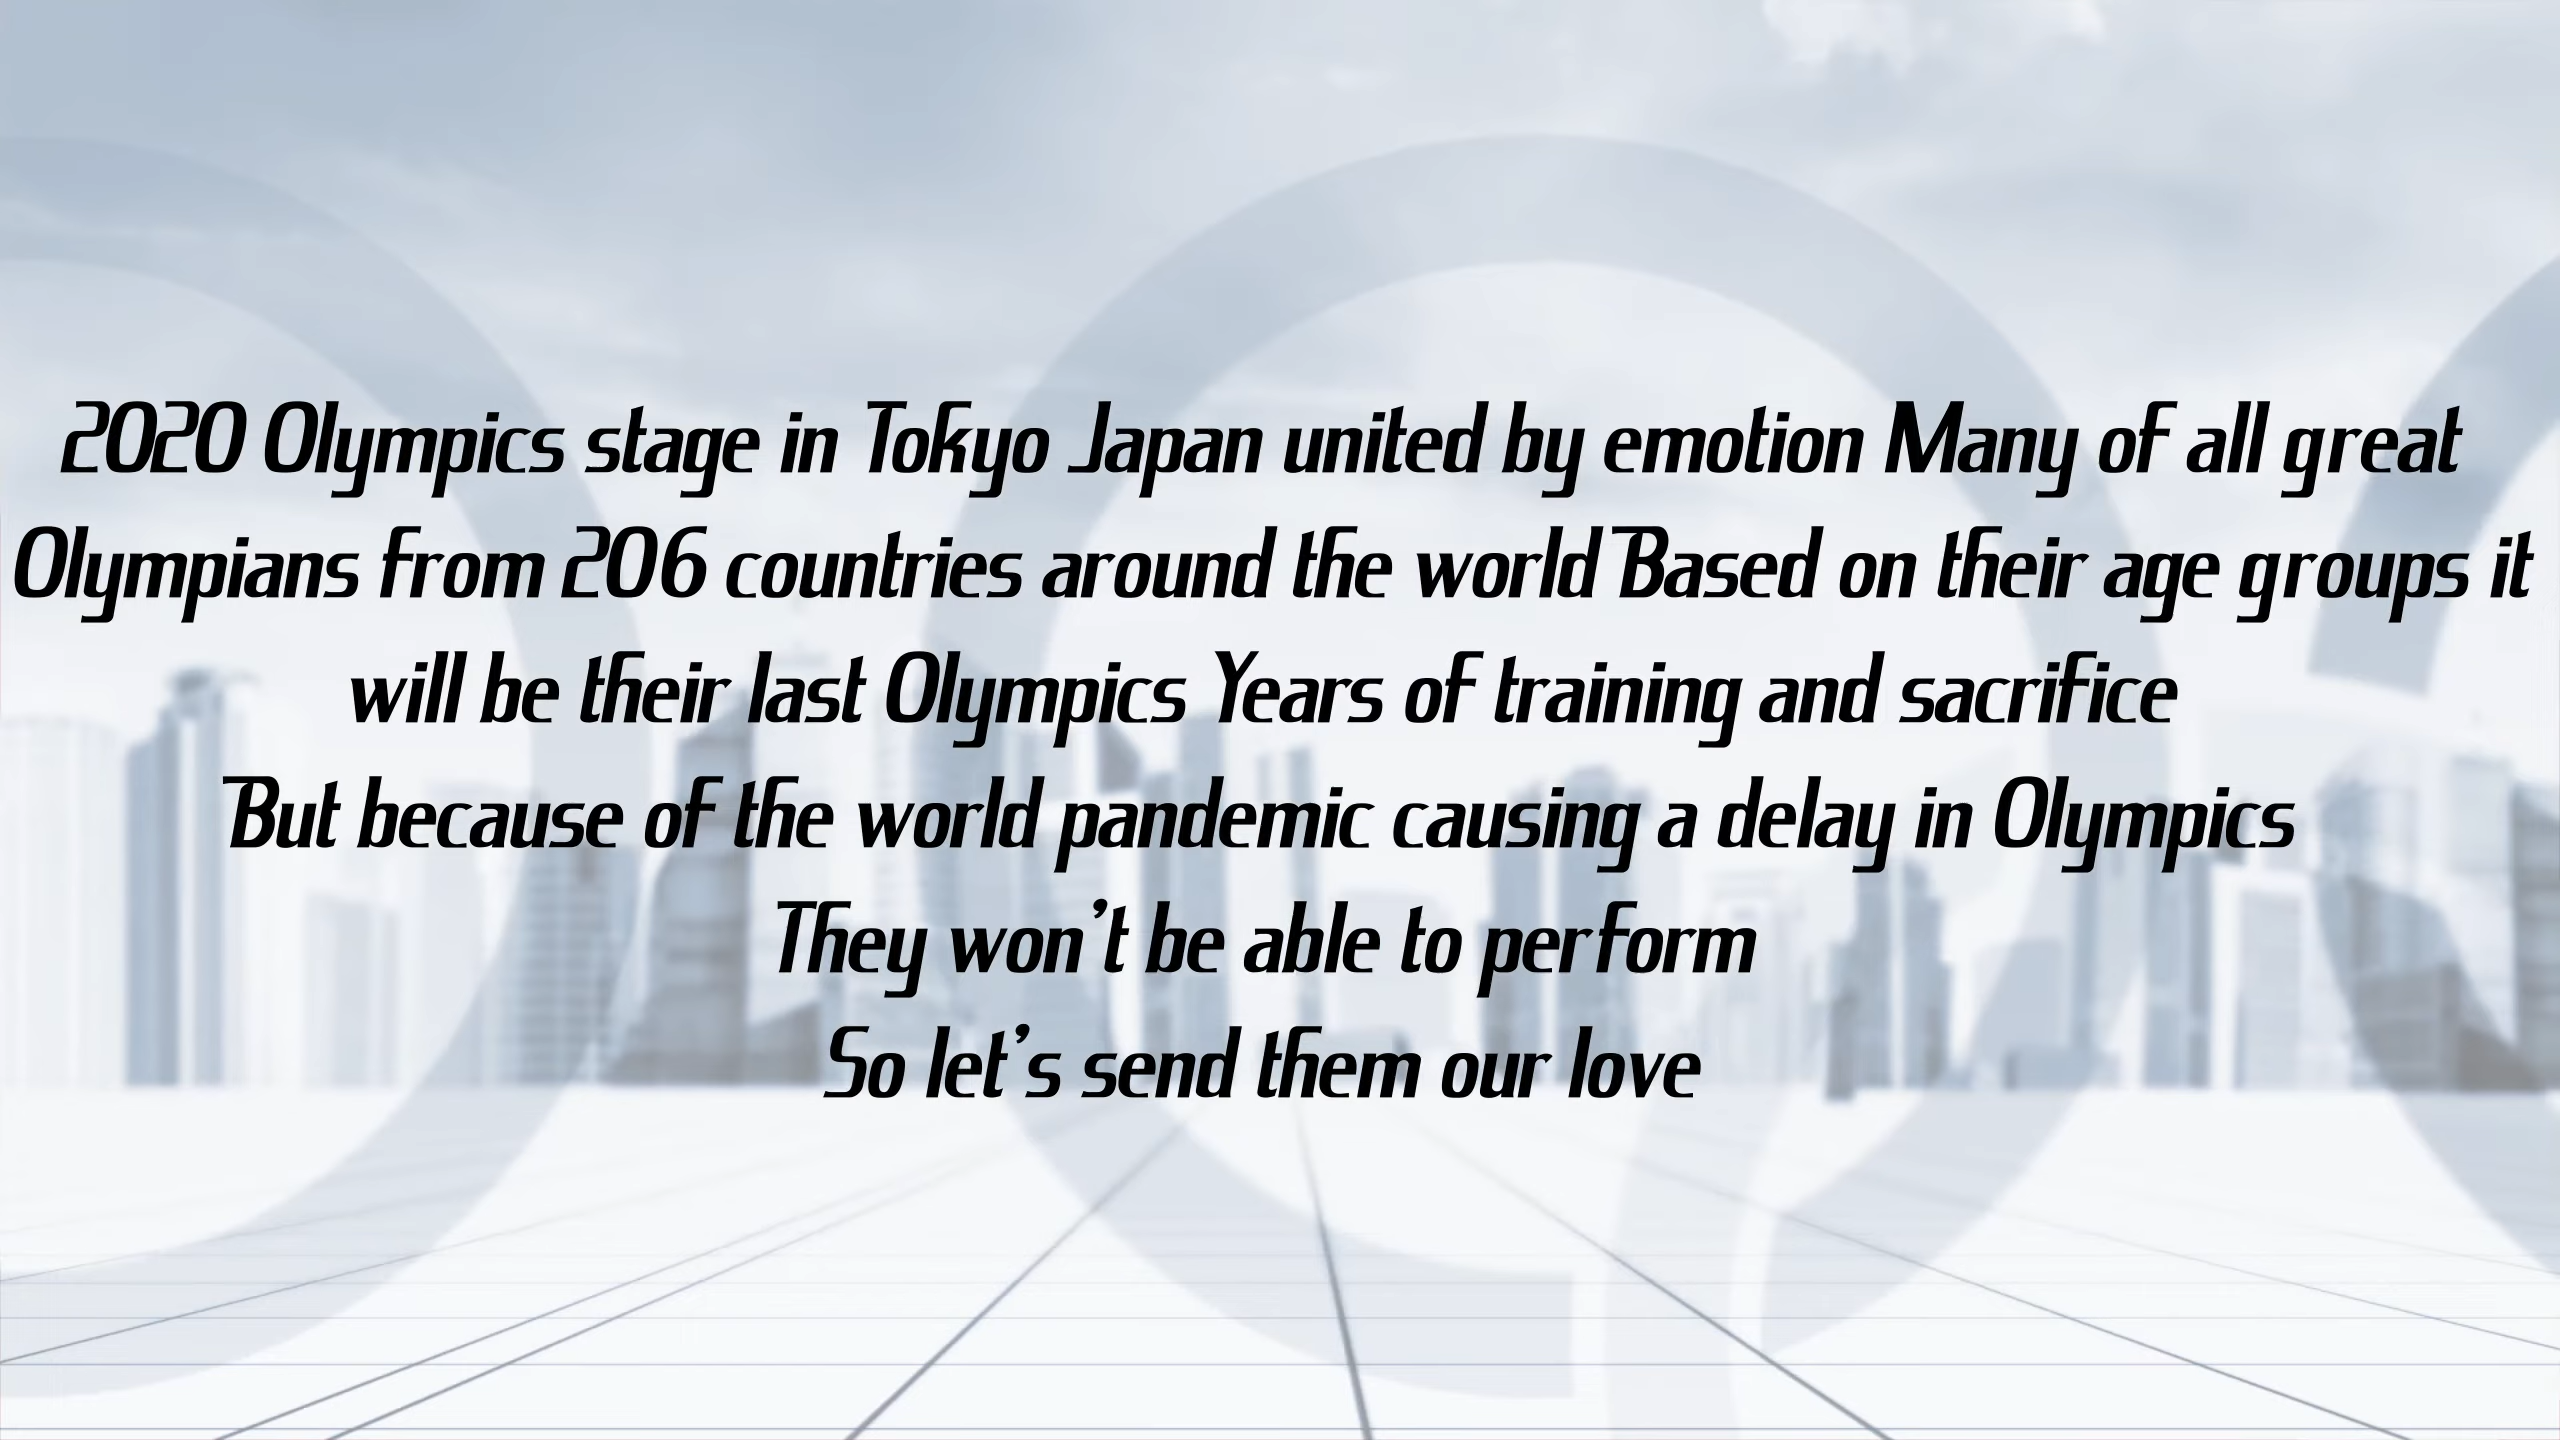 2020 Olympics stage in Tokyo Japan united by emotion Many of all great
Olympians from 206 countries around the world Based on their age groups it
will be their last Olympics Years of training and sacrifice
But because of the world pandemic causing a delay in Olympics
They won't be able to perform
So let's send them our love